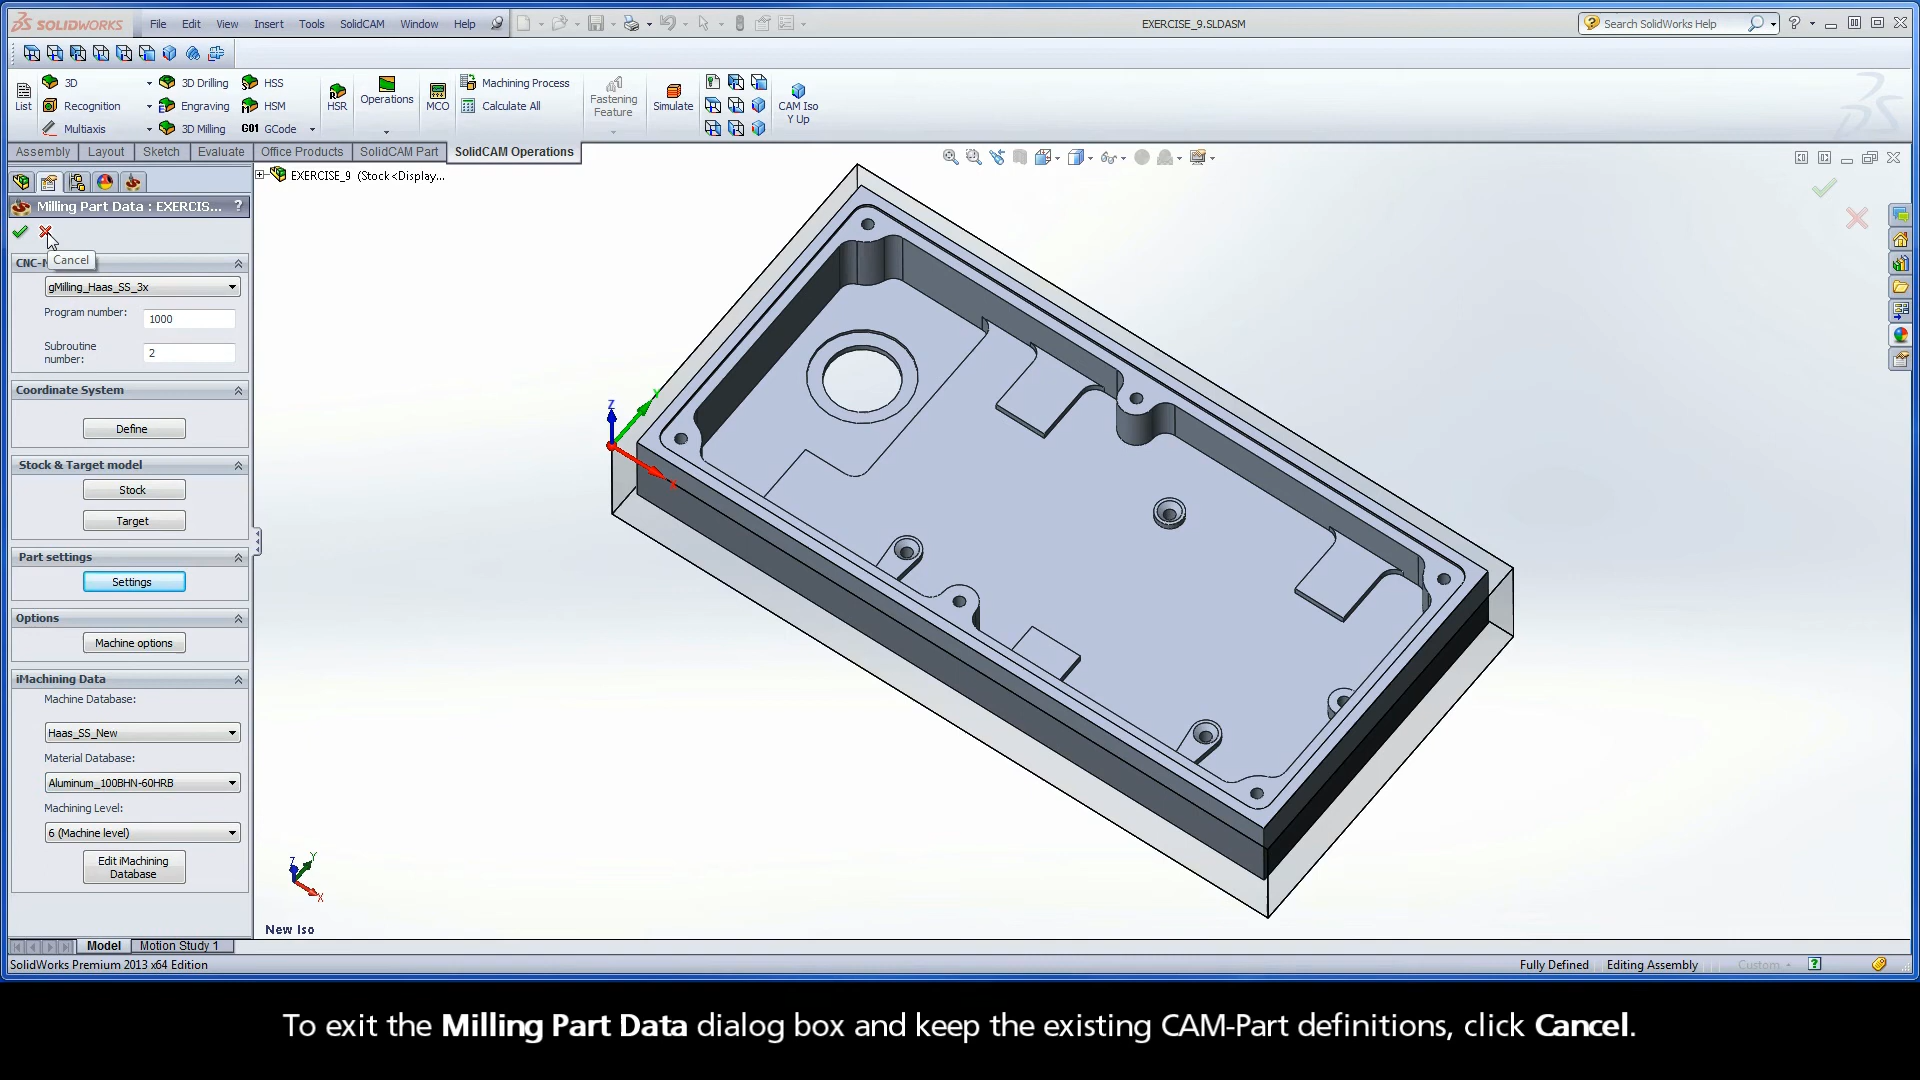 SOLIDWORKS File Edit View Insert Tools SolidCAM Window Help EXERCISE_9.SLDASM Search SolidWorks Help
List 3D 3D Drilling HSS HSR Operations MCO Machining Process Fastening Feature Simulate CAM Iso Y Up
Recognition Engraving HSM Calculate All
Multiaxis 3D Milling G01 GCode
Assembly Layout Sketch Evaluate Office Products SolidCAM Part SolidCAM Operations
EXERCISE_9 (Stock<Display...
Milling Part Data : EXERCIS... ?
Cancel
gMilling_Haas_SS_3x
Program number: 1000
Subroutine number: 2
Coordinate System
Define
Stock & Target model
Stock
Target
Part settings
Settings
Options
Machine options
iMachining Data
Machine Database:
Haas_SS_New
Material Database:
Aluminum_100BHN-60HRB
Machining Level:
6 (Machine level)
Edit iMachining
Database
Z
Z Y X
New Iso
Model Motion Study 1
SolidWorks Premium 2013 x64 Edition Fully Defined Editing Assembly Custom
To exit the Milling Part Data dialog box and keep the existing CAM-Part definitions, click Cancel.